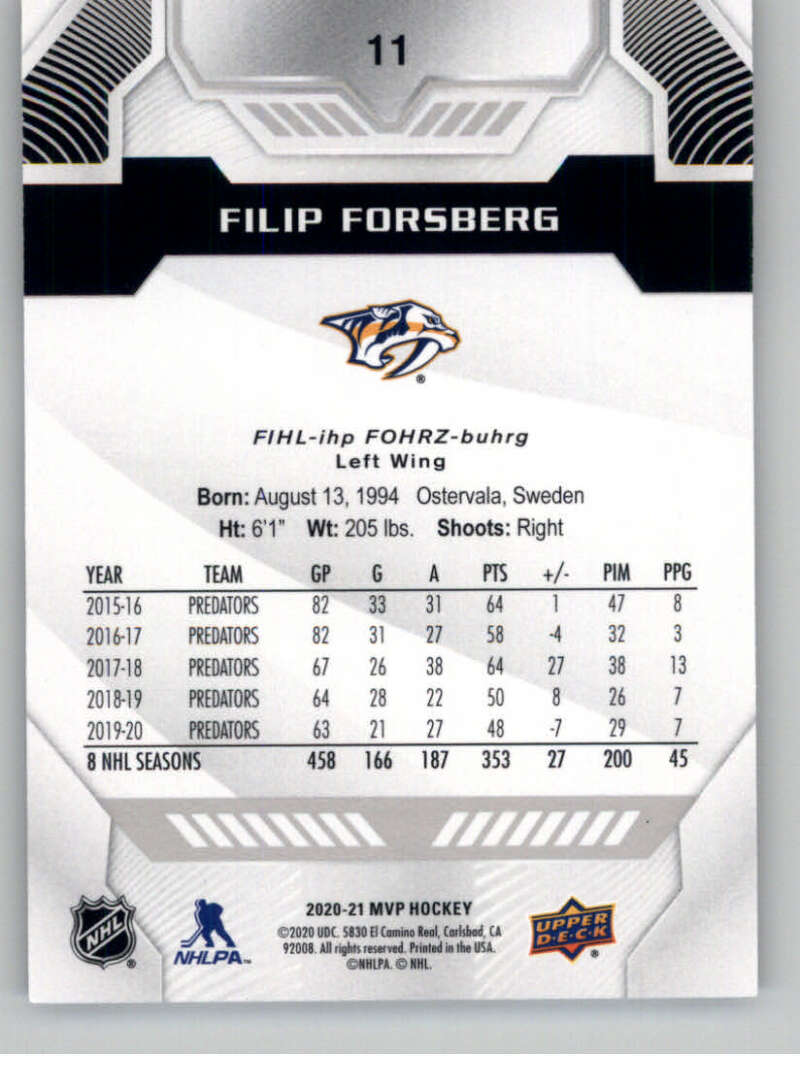 11
FILIP FORSBERG
®
FIHL-ihp FOHRZ-buhrg
Left Wing
Born: August 13, 1994 Ostervala, Sweden
Ht: 6'1" Wt: 205 lbs. Shoots: Right
YEAR TEAM GP G A PTS +/- PIM PPG
2015-16 PREDATORS 82 33 31 64 1 47 8
2016-17 PREDATORS 82 31 27 58 -4 32 3
2017-18 PREDATORS 67 26 38 64 27 38 13
2018-19 PREDATORS 64 28 22 50 8 26 7
2019-20 PREDATORS 63 21 27 48 -7 29 7
8 NHL SEASONS 458 166 187 353 27 200 45
NHL ®
NHLPA™
2020-21 MVP HOCKEY
©2020 UDC. 5830 El Camino Real, Carlsbad, CA
92008. All rights reserved. Printed in the USA.
©NHLPA. © NHL.
UPPER
D·E·C·K
®